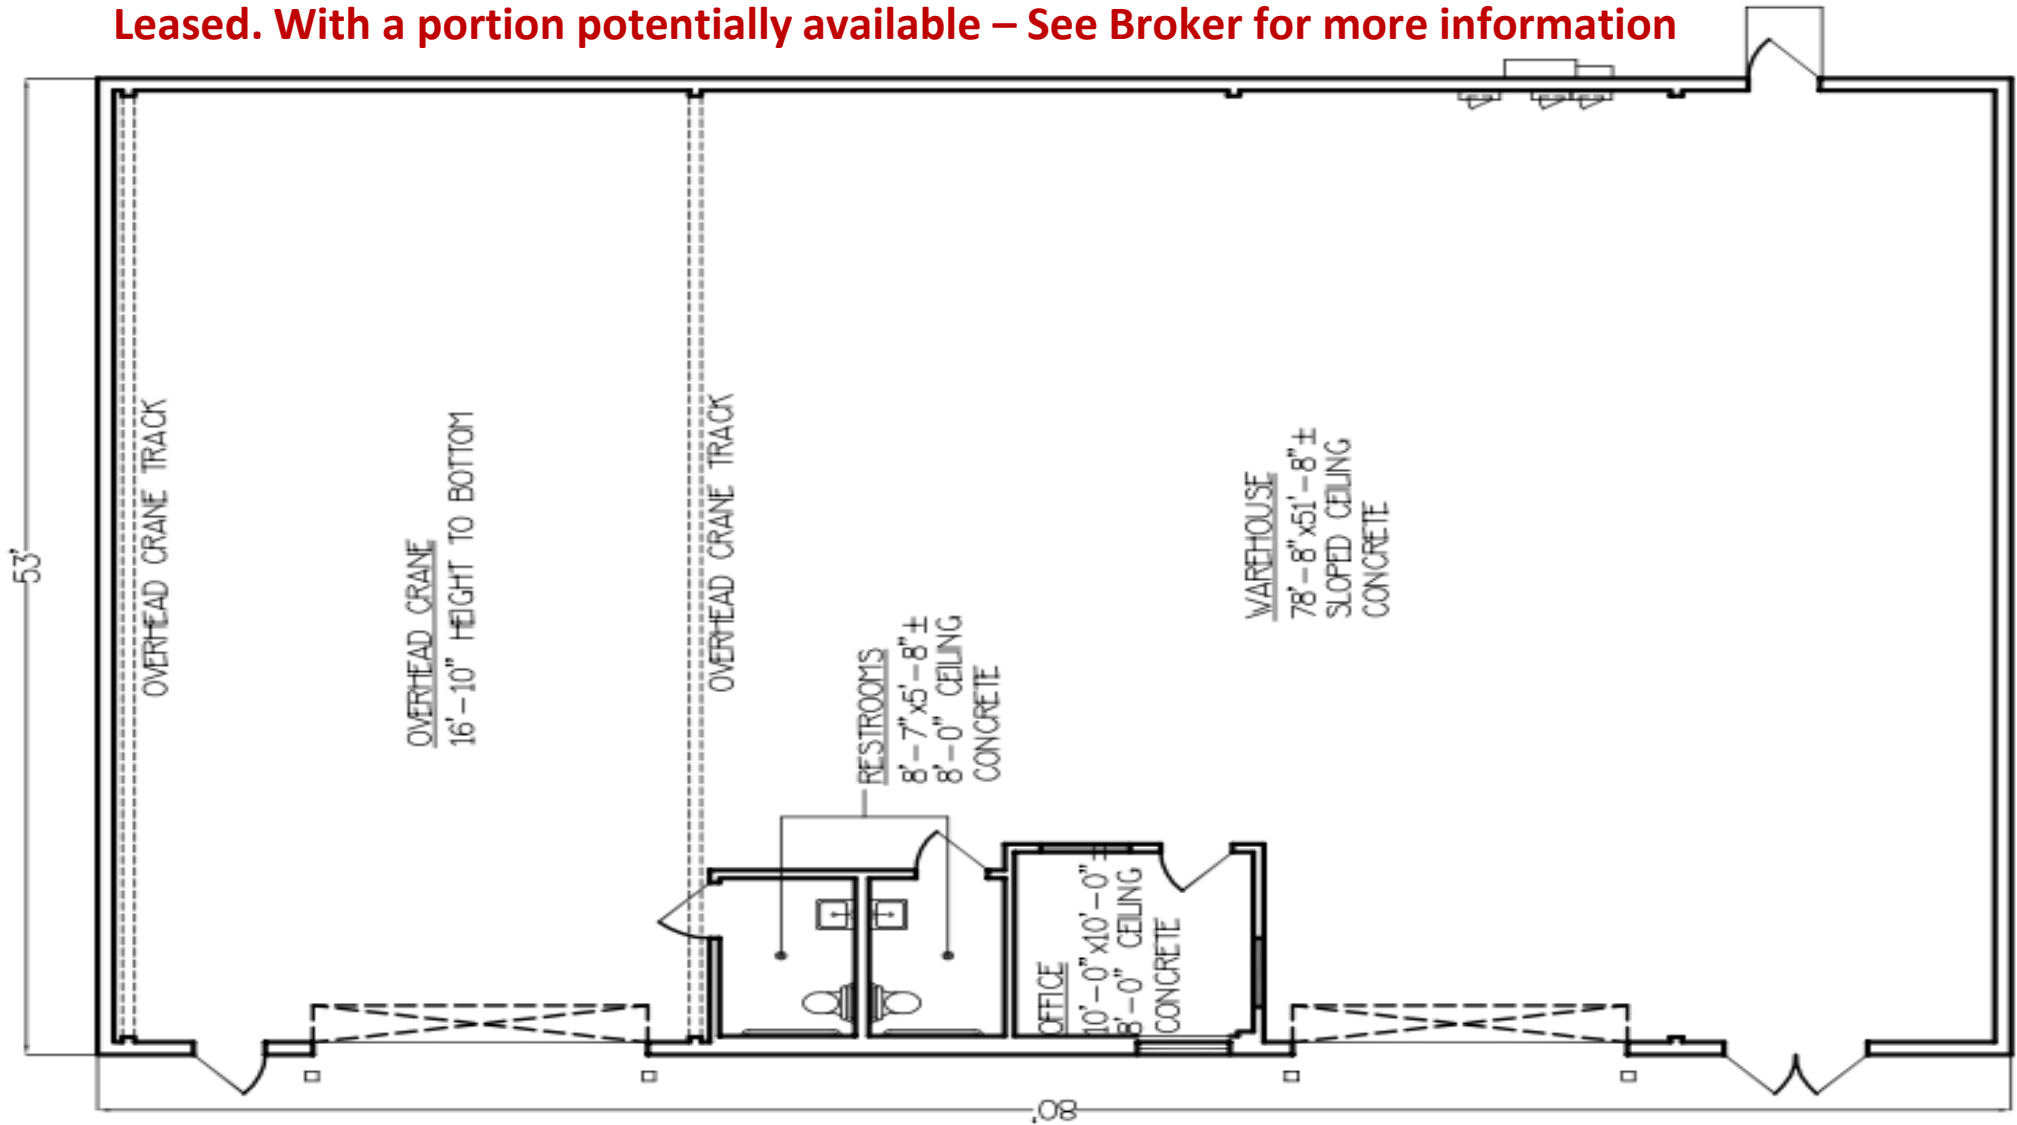 Leased. With a portion potentially available – See Broker for more information
53'
OVERHEAD CRANE TRACK
OVERHEAD CRANE
16'-10" HEIGHT TO BOTTOM
OVERHEAD CRANE TRACK
RESTROOMS
8'-7"x5'-8"±
8'-0" CEILING
CONCRETE
OFFICE
10'-0"x10'-0"±
8'-0" CEILING
CONCRETE
WAREHOUSE
78'-8"x51'-8"±
SLOPED CEILING
CONCRETE
80'